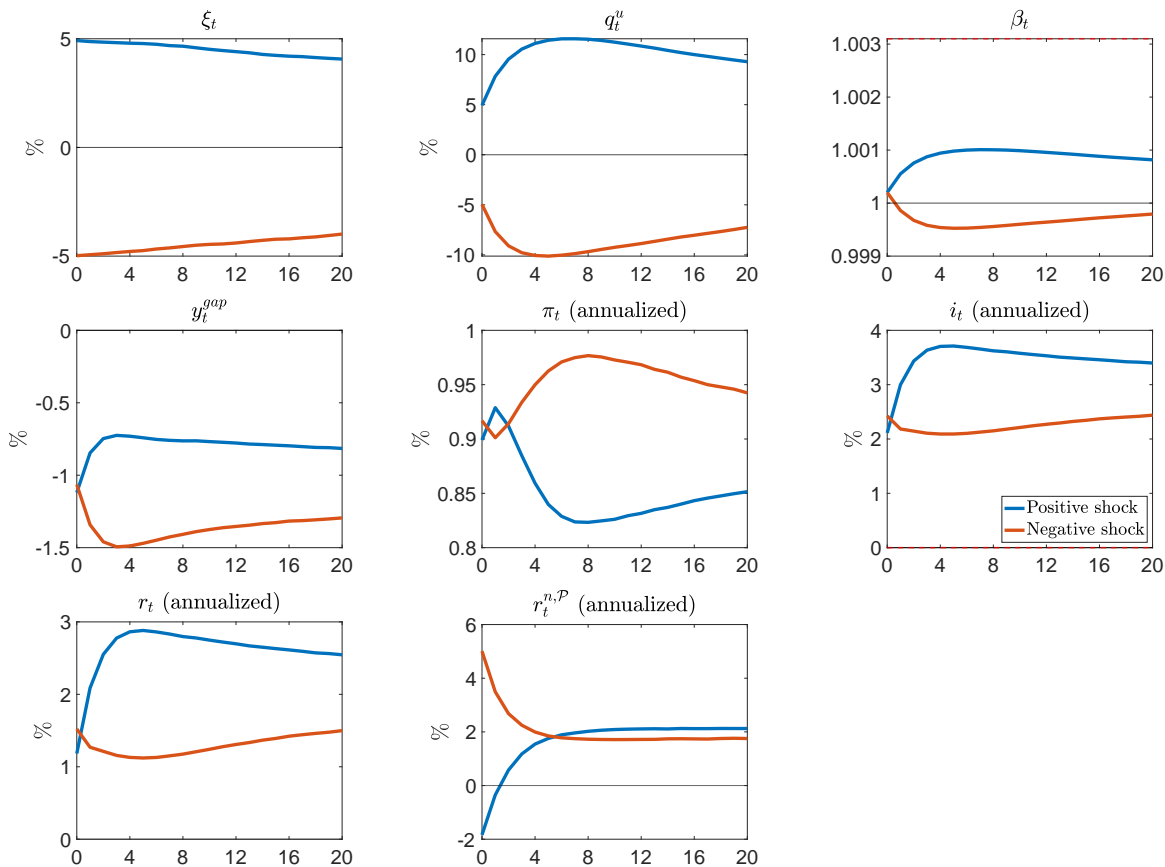 ξ_t
q_t^u
β_t
%
5
0
-5
0 4 8 12 16 20
%
10
5
0
-5
-10
0 4 8 12 16 20
1.003
1.002
1.001
1
0.999
0 4 8 12 16 20
y_t^{gap}
π_t (annualized)
i_t (annualized)
%
0
-0.5
-1
-1.5
0 4 8 12 16 20
%
1
0.95
0.9
0.85
0.8
0 4 8 12 16 20
%
4
3
2
1
0
0 4 8 12 16 20
Positive shock
Negative shock
r_t (annualized)
r_t^{n,𝒫} (annualized)
%
3
2
1
0
0 4 8 12 16 20
%
6
4
2
0
-2
0 4 8 12 16 20